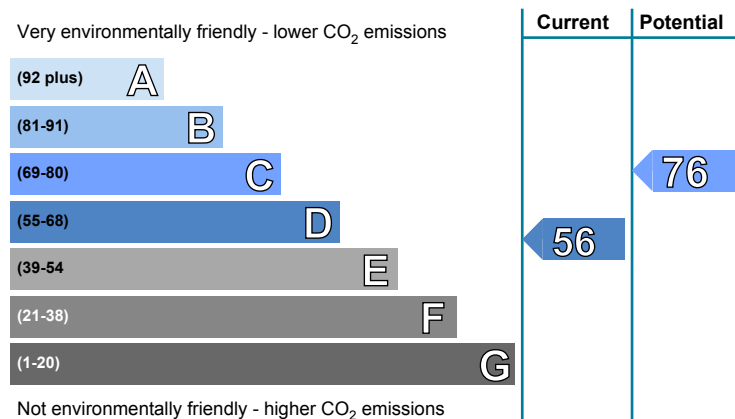 Very environmentally friendly - lower CO2 emissions
Current
Potential
(92 plus) A
(81-91) B
(69-80) C
(55-68) D
(39-54 E
(21-38) F
(1-20) G
76
56
Not environmentally friendly - higher CO2 emissions